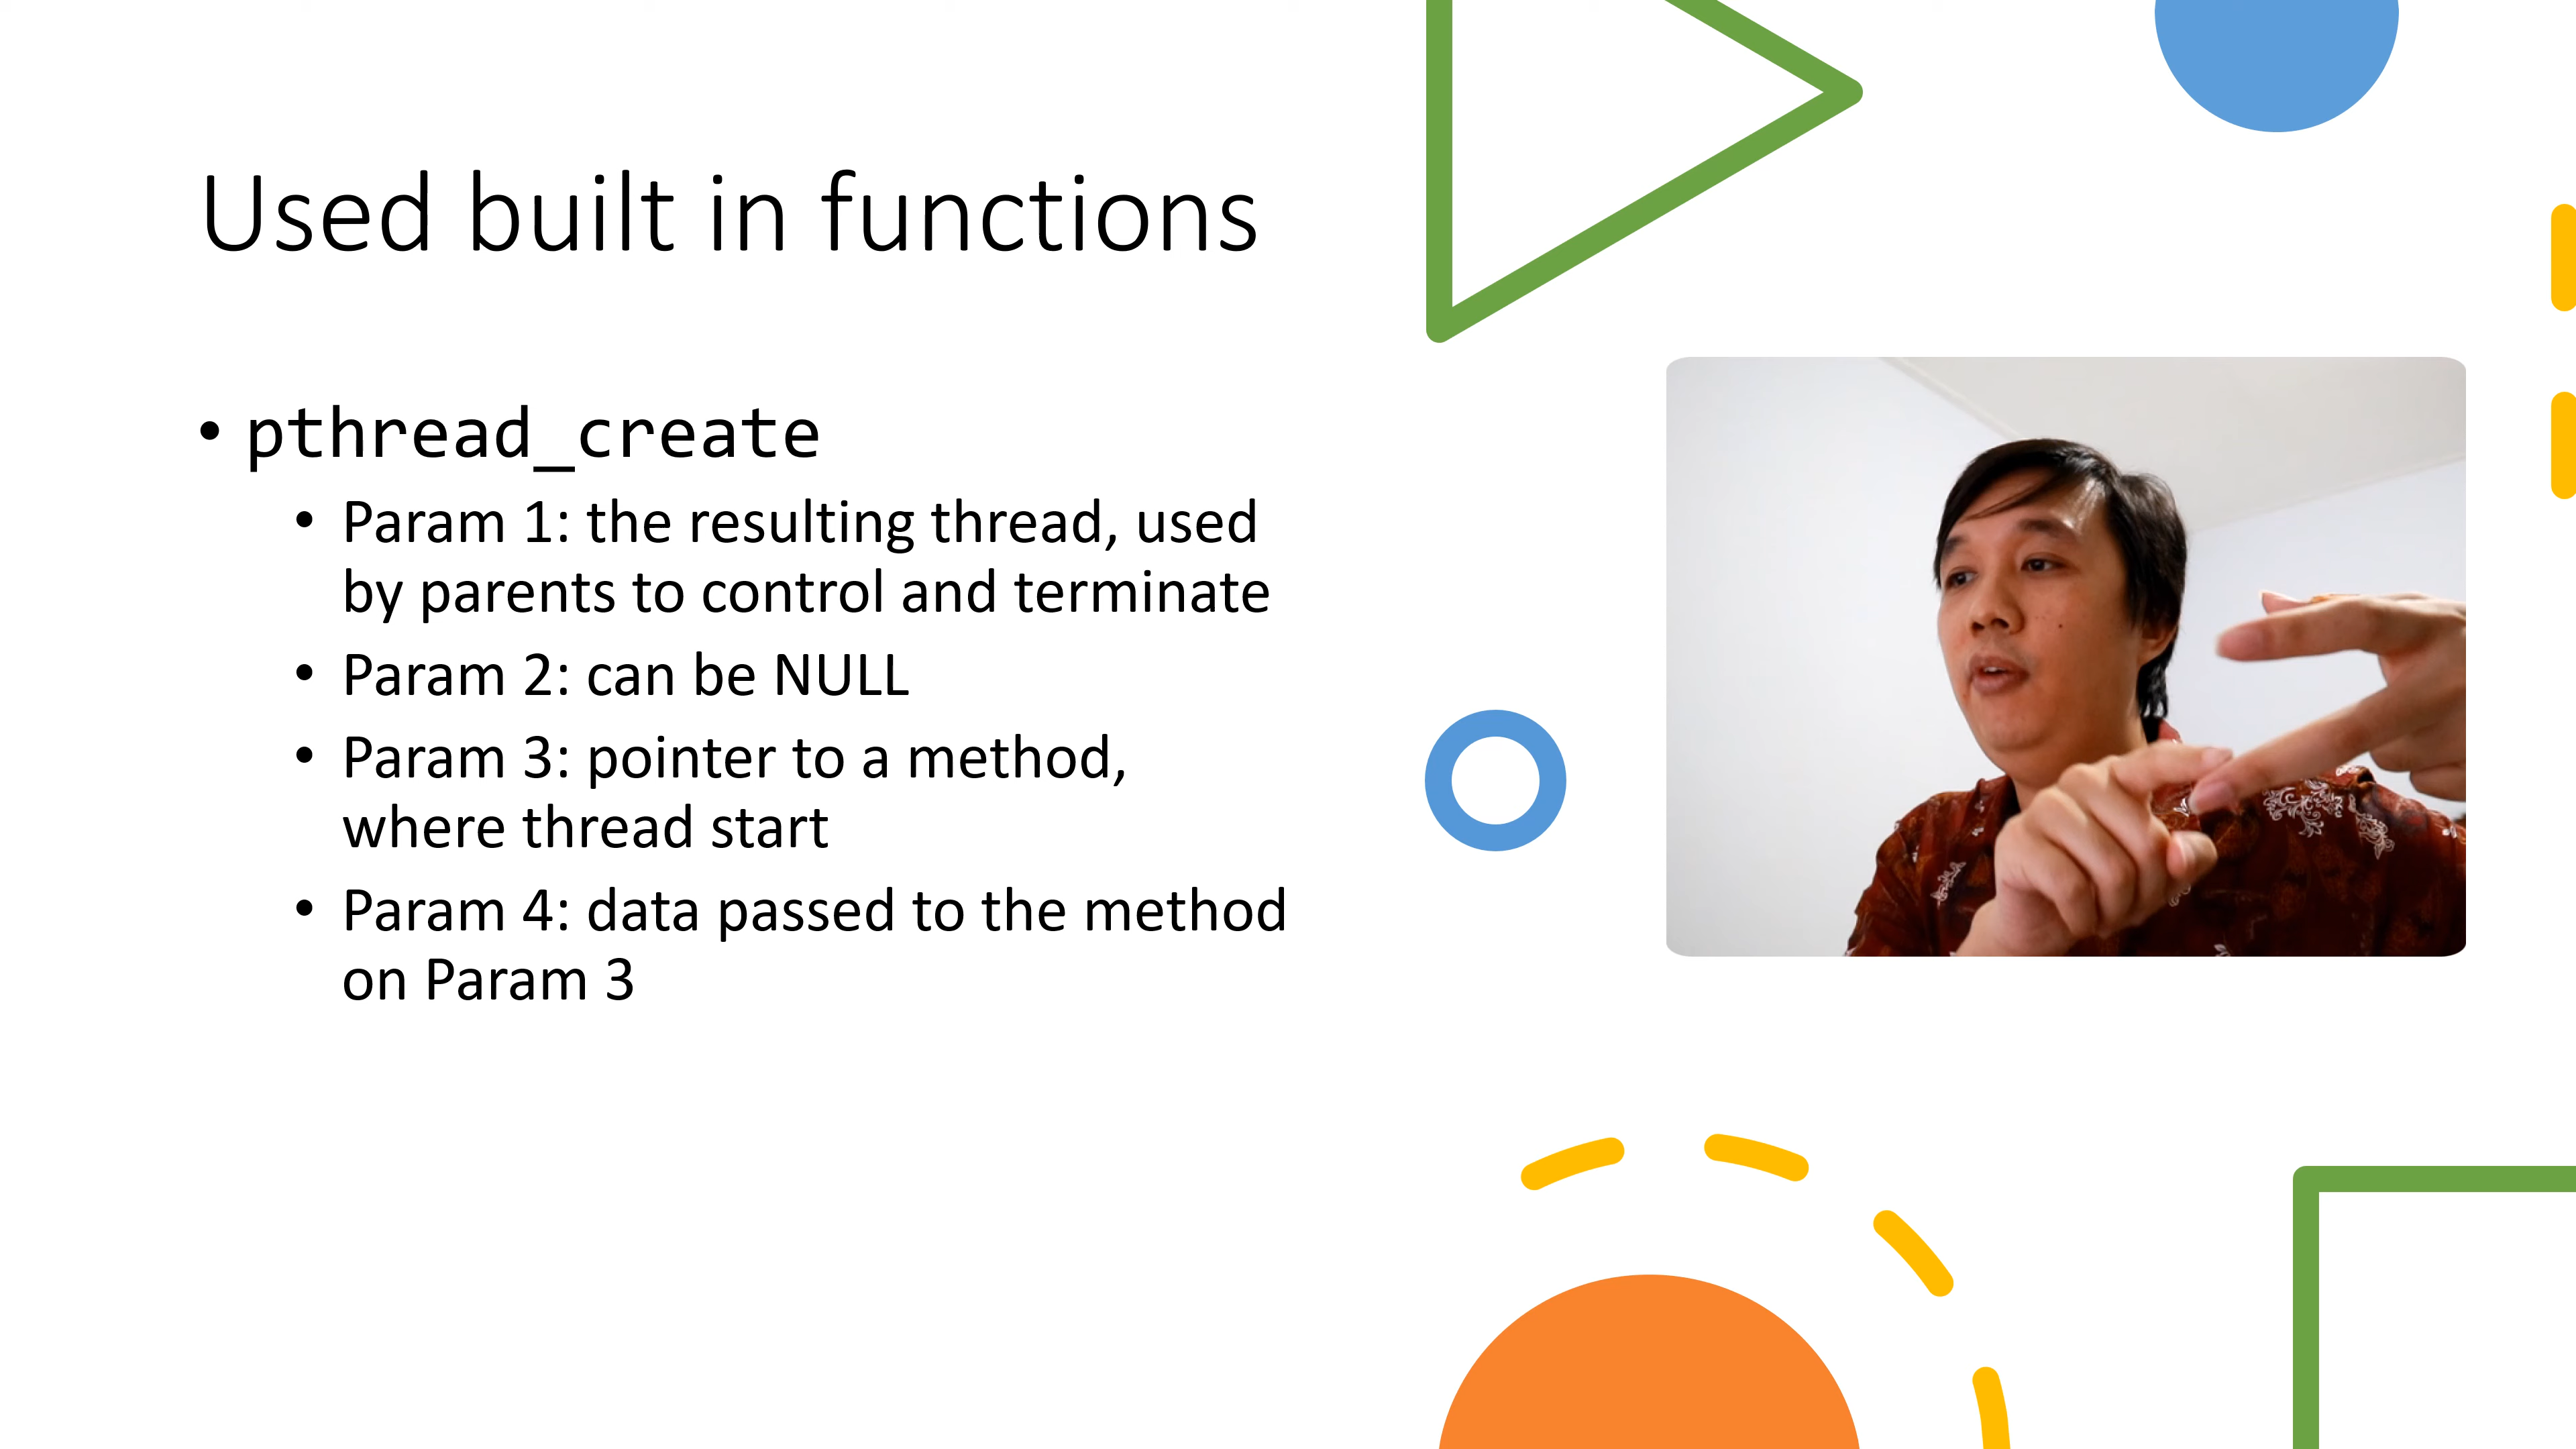 Used built in functions
• pthread_create
• Param 1: the resulting thread, used
by parents to control and terminate
• Param 2: can be NULL
• Param 3: pointer to a method,
where thread start
• Param 4: data passed to the method
on Param 3